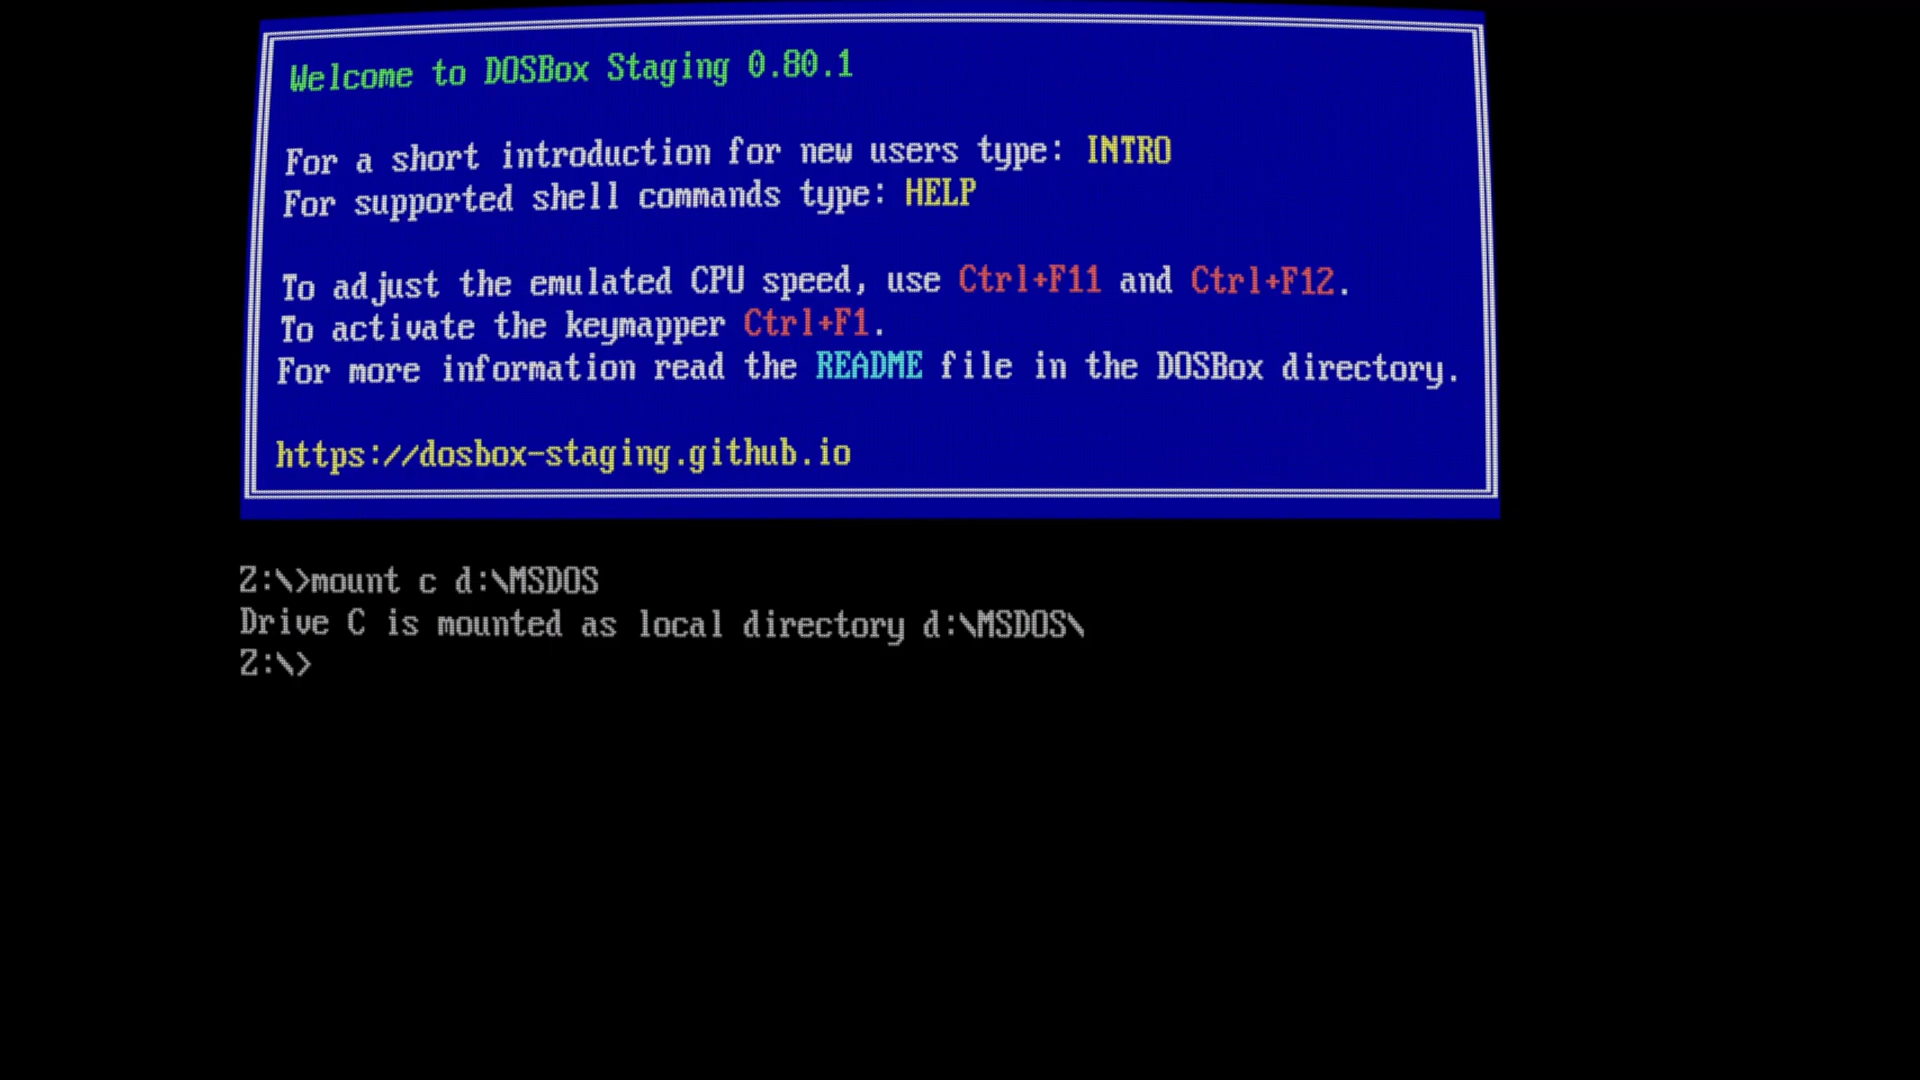 Welcome to DOSBox Staging 0.80.1
For a short introduction for new users type: INTRO
For supported shell commands type: HELP
To adjust the emulated CPU speed, use Ctrl+F11 and Ctrl+F12.
To activate the keymapper Ctrl+F1.
For more information read the README file in the DOSBox directory.
https://dosbox-staging.github.io
Z:\>mount c d:\MSDOS
Drive C is mounted as local directory d:\MSDOS\
Z:\>